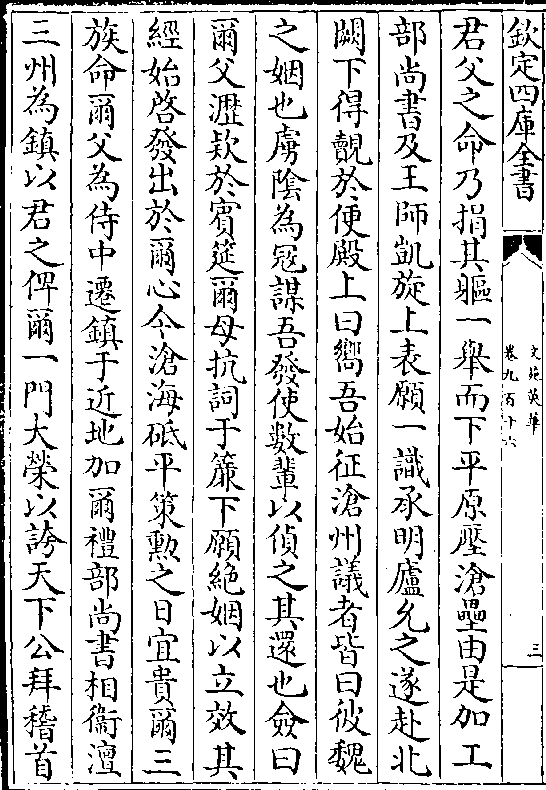 欽定四庫全書
文苑英華
卷九百十六
三
君父之命乃捐其軀一舉而下平原壓滄壘由是加工
部尚書及王師凱旋上表願一識承明廬允之遂赴北
闕下得覿於便殿上曰嚮吾始征滄州議者皆曰彼魏
之姻也虜陰為冦謀吾發使數輩以偵之其還也僉曰
爾父瀝欵於賓筵爾母抗詞于簾下願絶姻以立效其
經始啓發出於爾心今滄海砥平策勲之日宜貴爾三
族命爾父為侍中遷鎮于近地加爾禮部尚書相衞澶
三州為鎮以君之俾爾一門大榮以誇天下公拜稽首